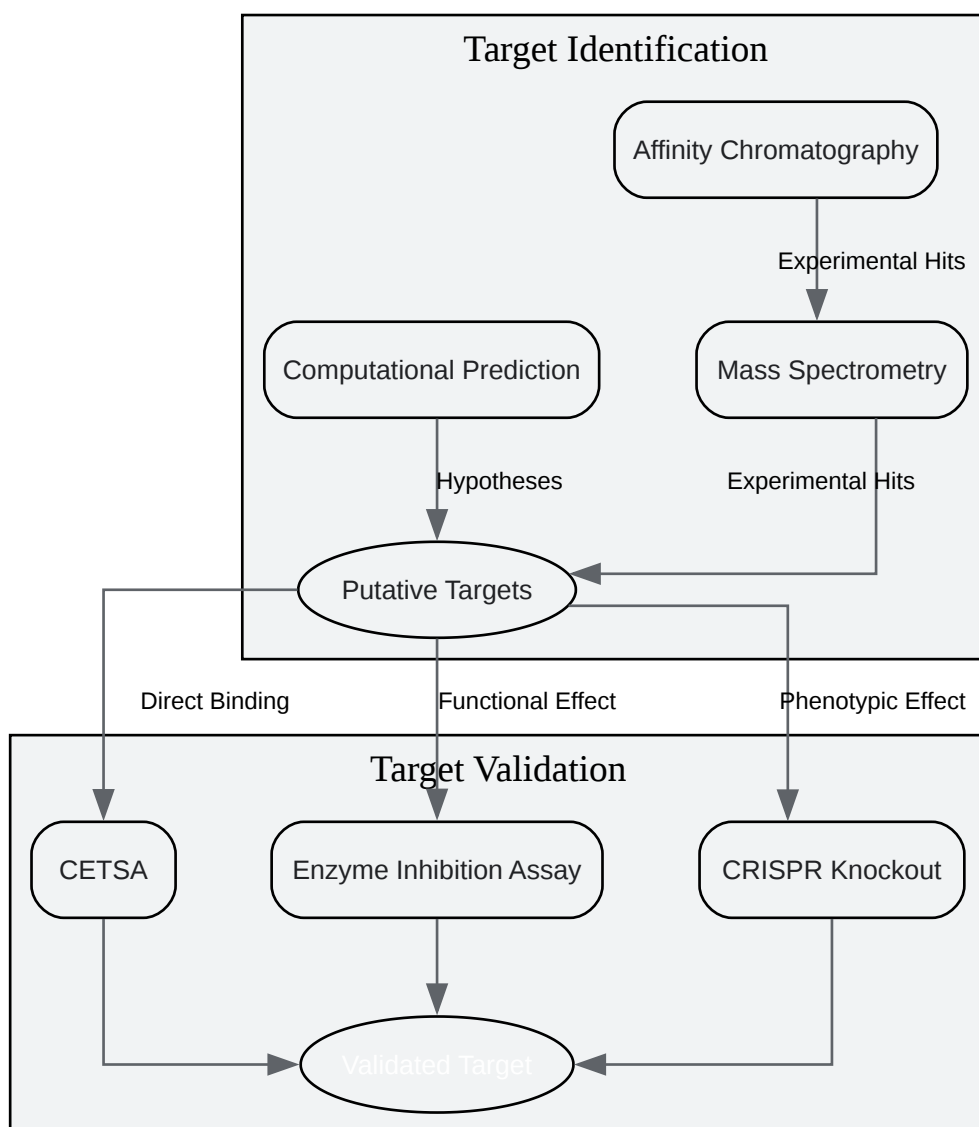 Target Identification
Affinity Chromatography
Experimental Hits
Computational Prediction
Mass Spectrometry
Hypotheses
Experimental Hits
Putative Targets
Direct Binding
Functional Effect
Phenotypic Effect
Target Validation
CETSA
Enzyme Inhibition Assay
CRISPR Knockout
Validated Target